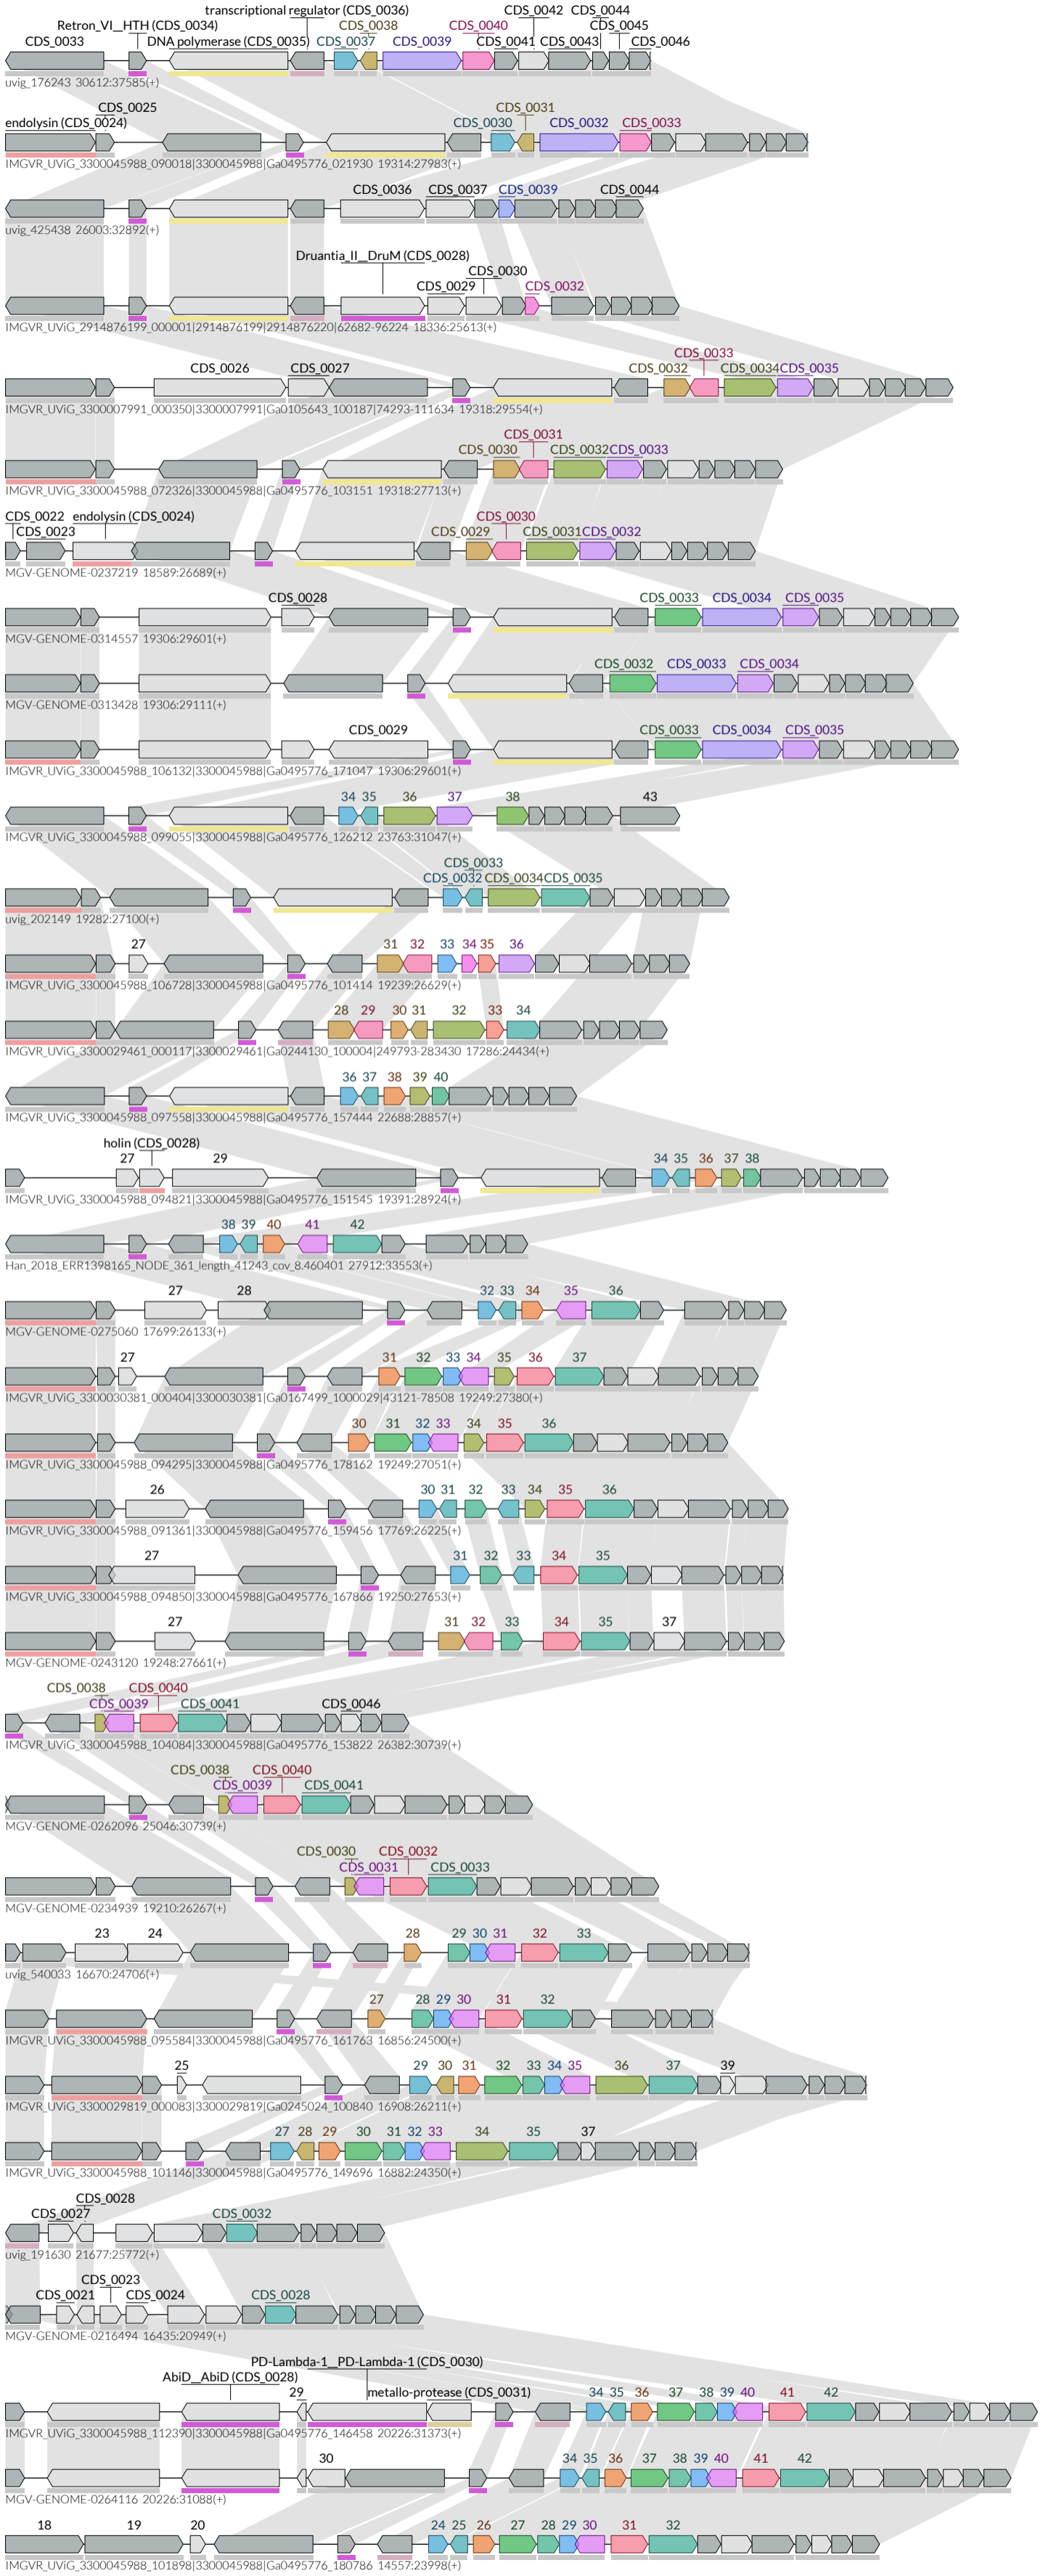 transcriptional regulator (CDS_0036) CDS_0042 CDS_0044
Retron_VI__HTH (CDS_0034) CDS_0038 CDS_0040 CDS_0045
CDS_0033 DNA polymerase (CDS_0035) CDS_0037 CDS_0039 CDS_0041 CDS_0043 CDS_0046
uvig_176243 30612:37585(+)
CDS_0025 CDS_0031
endolysin (CDS_0024) CDS_0030 CDS_0032 CDS_0033
IMGVR_UViG_3300045988_090018|3300045988|Ga0495776_021930 19314:27983(+)
CDS_0036 CDS_0037 CDS_0039 CDS_0044
uvig_425438 26003:32892(+)
Druantia_II__DruM (CDS_0028)
CDS_0030
CDS_0029 CDS_0032
IMGVR_UViG_2914876199_000001|2914876199|2914876220|62682-96224 18336:25613(+)
CDS_0033
CDS_0026 CDS_0027 CDS_0032 CDS_0034 CDS_0035
IMGVR_UViG_3300007991_000350|3300007991|Ga0105643_100187|74293-111634 19318:29554(+)
CDS_0031
CDS_0030 CDS_0032 CDS_0033
IMGVR_UViG_3300045988_072326|3300045988|Ga0495776_103151 19318:27713(+)
CDS_0022 endolysin (CDS_0024) CDS_0030
CDS_0023 CDS_0029 CDS_0031 CDS_0032
MGV-GENOME-0237219 18589:26689(+)
CDS_0028 CDS_0033 CDS_0034 CDS_0035
MGV-GENOME-0314557 19306:29601(+)
CDS_0032 CDS_0033 CDS_0034
MGV-GENOME-0313428 19306:29111(+)
CDS_0029 CDS_0033 CDS_0034 CDS_0035
IMGVR_UViG_3300045988_106132|3300045988|Ga0495776_171047 19306:29601(+)
34 35 36 37 38 43
IMGVR_UViG_3300045988_099055|3300045988|Ga0495776_126212 23763:31047(+)
CDS_0033
CDS_0032 CDS_0034 CDS_0035
uvig_202149 19282:27100(+)
27 31 32 33 34 35 36
IMGVR_UViG_3300045988_106728|3300045988|Ga0495776_101414 19239:26629(+)
28 29 30 31 32 33 34
IMGVR_UViG_3300029461_000117|3300029461|Ga0244130_100004|249793-283430 17286:24434(+)
36 37 38 39 40
IMGVR_UViG_3300045988_097558|3300045988|Ga0495776_157444 22688:28857(+)
holin (CDS_0028)
27 29 34 35 36 37 38
IMGVR_UViG_3300045988_094821|3300045988|Ga0495776_151545 19391:28924(+)
38 39 40 41 42
Han_2018_ERR1398165_NODE_361_length_41243_cov_8.460401 27912:33553(+)
27 28 32 33 34 35 36
MGV-GENOME-0275060 17699:26133(+)
27 31 32 33 34 35 36 37
IMGVR_UViG_3300030381_000404|3300030381|Ga0167499_1000029|43121-78508 19249:27380(+)
30 31 32 33 34 35 36
IMGVR_UViG_3300045988_094295|3300045988|Ga0495776_178162 19249:27051(+)
26 30 31 32 33 34 35 36
IMGVR_UViG_3300045988_091361|3300045988|Ga0495776_159456 17769:26225(+)
27 31 32 33 34 35
IMGVR_UViG_3300045988_094850|3300045988|Ga0495776_167866 19250:27653(+)
27 31 32 33 34 35 37
MGV-GENOME-0243120 19248:27661(+)
CDS_0038 CDS_0040
CDS_0039 CDS_0041 CDS_0046
IMGVR_UViG_3300045988_104084|3300045988|Ga0495776_153822 26382:30739(+)
CDS_0038 CDS_0040
CDS_0039 CDS_0041
MGV-GENOME-0262096 25046:30739(+)
CDS_0030 CDS_0032
CDS_0031 CDS_0033
MGV-GENOME-0234939 19210:26267(+)
23 24 28 29 30 31 32 33
uvig_540033 16670:24706(+)
27 28 29 30 31 32
IMGVR_UViG_3300045988_095584|3300045988|Ga0495776_161763 16856:24500(+)
25 29 30 31 32 33 34 35 36 37 39
IMGVR_UViG_3300029819_000083|3300029819|Ga0245024_100840 16908:26211(+)
27 28 29 30 31 32 33 34 35 37
IMGVR_UViG_3300045988_101146|3300045988|Ga0495776_149696 16882:24350(+)
CDS_0028
CDS_0027 CDS_0032
uvig_191630 21677:25772(+)
CDS_0023
CDS_0021 CDS_0024 CDS_0028
MGV-GENOME-0216494 16435:20949(+)
PD-Lambda-1__PD-Lambda-1 (CDS_0030)
AbiD__AbiD (CDS_0028)
29 metallo-protease (CDS_0031) 34 35 36 37 38 39 40 41 42
IMGVR_UViG_3300045988_112390|3300045988|Ga0495776_146458 20226:31373(+)
30 34 35 36 37 38 39 40 41 42
MGV-GENOME-0264116 20226:31088(+)
18 19 20 24 25 26 27 28 29 30 31 32
IMGVR_UViG_3300045988_101898|3300045988|Ga0495776_180786 14557:23998(+)